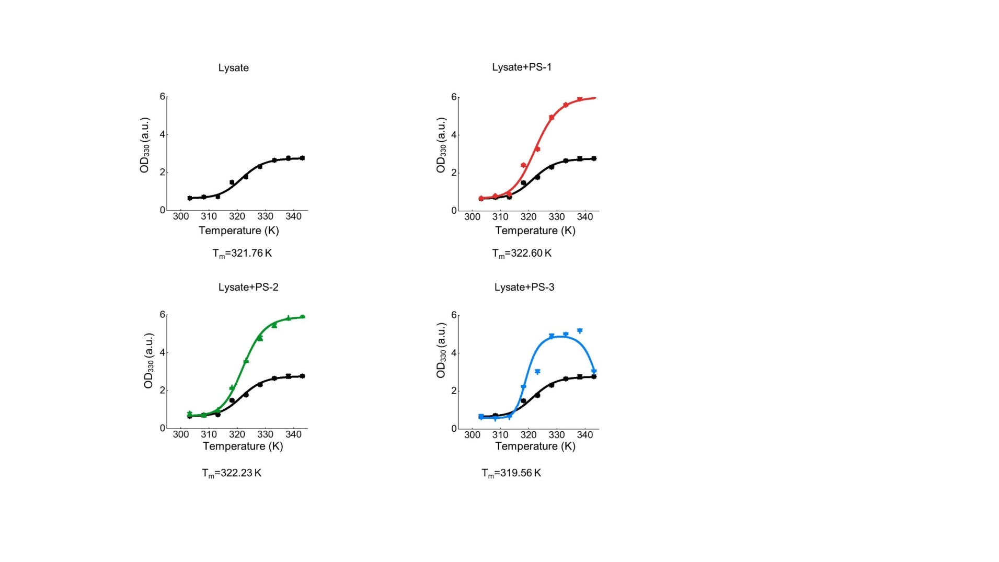 Lysate
6
4
2
0
OD330 (a.u.)
300 310 320 330 340
Temperature (K)
Tm=321.76 K
Lysate+PS-1
6
4
2
0
OD330 (a.u.)
300 310 320 330 340
Temperature (K)
Tm=322.60 K
Lysate+PS-2
6
4
2
0
OD330 (a.u.)
300 310 320 330 340
Temperature (K)
Tm=322.23 K
Lysate+PS-3
6
4
2
0
OD330 (a.u.)
300 310 320 330 340
Temperature (K)
Tm=319.56 K